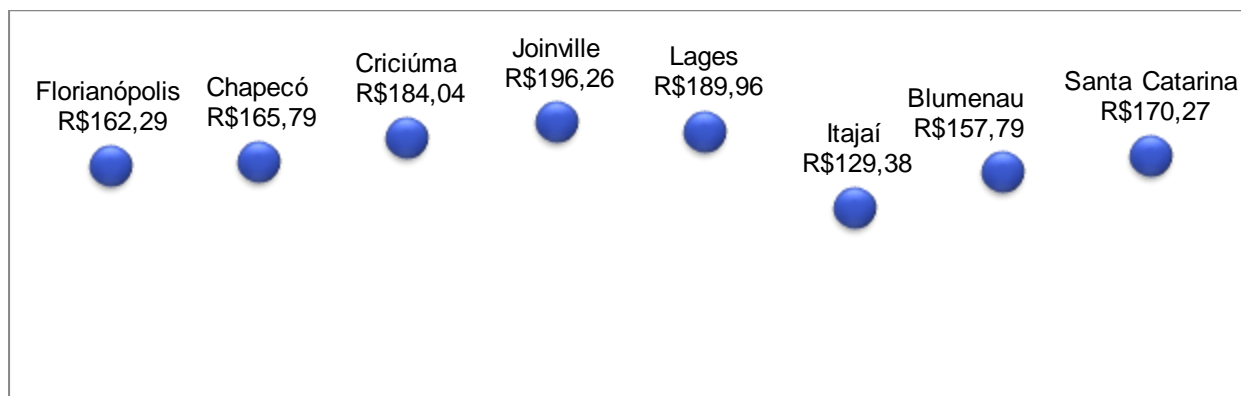 Florianópolis
R$162,29
Chapecó
R$165,79
Criciúma
R$184,04
Joinville
R$196,26
Lages
R$189,96
Itajaí
R$129,38
Blumenau
R$157,79
Santa Catarina
R$170,27